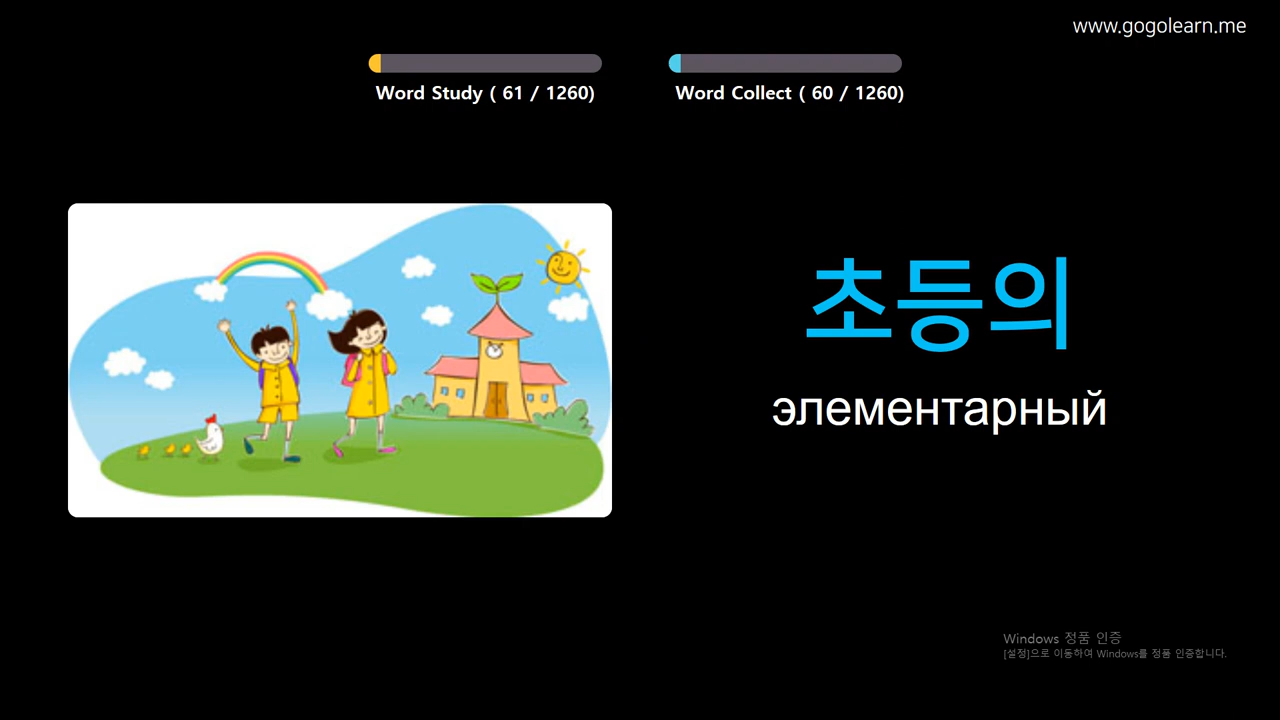 www.gogolearn.me
Word Study ( 61 / 1260)
Word Collect ( 60 / 1260)
초등의
элементарный
Windows 정품 인증
[설정]으로 이동하여 Windows를 정품 인증합니다.